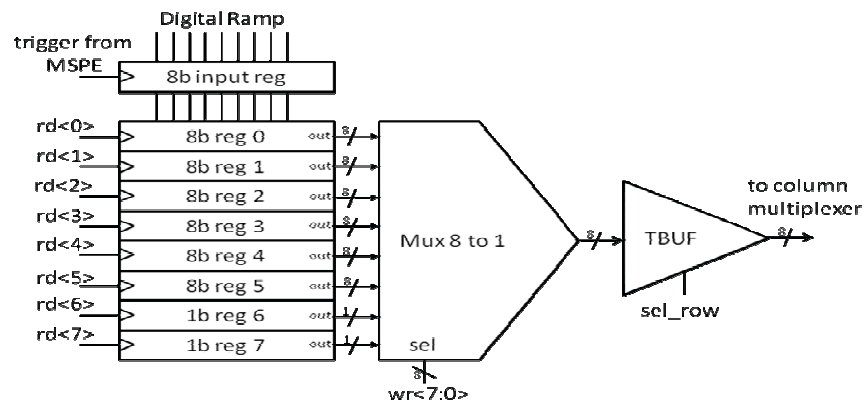 Digital Ramp
trigger from
MSPE
8b input reg
rd<0>
8b reg 0 out 8
rd<1>
8b reg 1 out 8
rd<2>
8b reg 2 out 8
rd<3>
8b reg 3 out 8
rd<4>
8b reg 4 out 8
rd<5>
8b reg 5 out 8
rd<6>
1b reg 6 out 1
rd<7>
1b reg 7 out 1
Mux 8 to 1
sel
8
wr<7:0>
8
TBUF
sel_row
to column
multiplexer
8